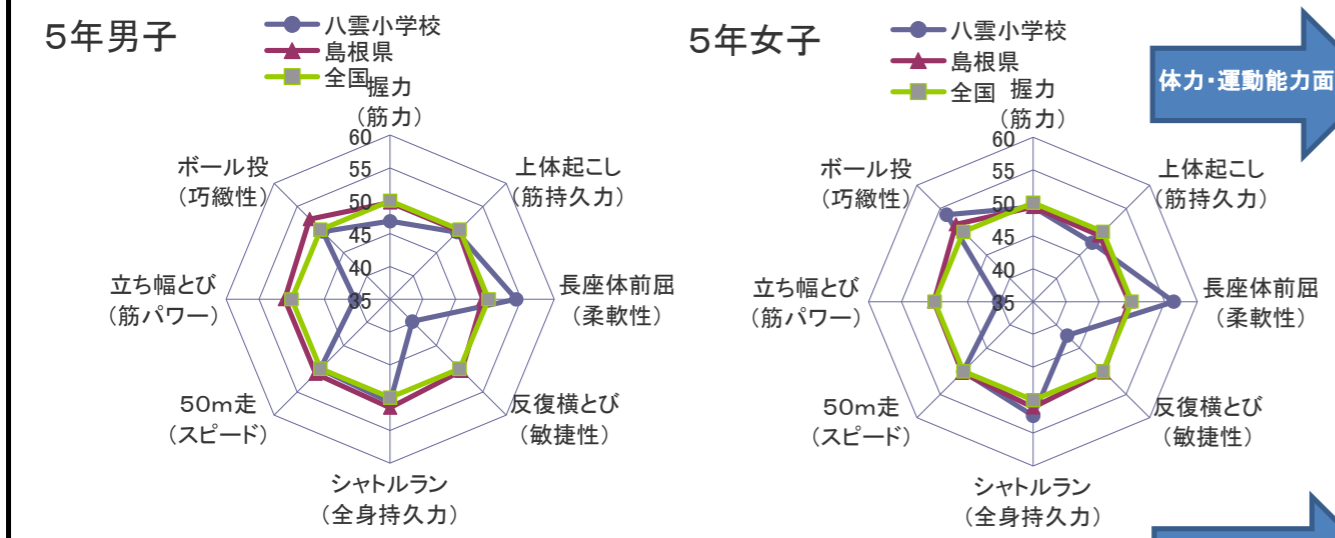 5年男子
八雲小学校
島根県
全国
握力
(筋力)
上体起こし
(筋持久力)
長座体前屈
(柔軟性)
反復横とび
(敏捷性)
シャトルラン
(全身持久力)
50m走
(スピード)
立ち幅とび
(筋パワー)
ボール投
(巧緻性)
60
55
50
45
40
35
5年女子
八雲小学校
島根県
全国
握力
(筋力)
上体起こし
(筋持久力)
長座体前屈
(柔軟性)
反復横とび
(敏捷性)
シャトルラン
(全身持久力)
50m走
(スピード)
立ち幅とび
(筋パワー)
ボール投
(巧緻性)
60
55
50
45
40
35
体力・運動能力面